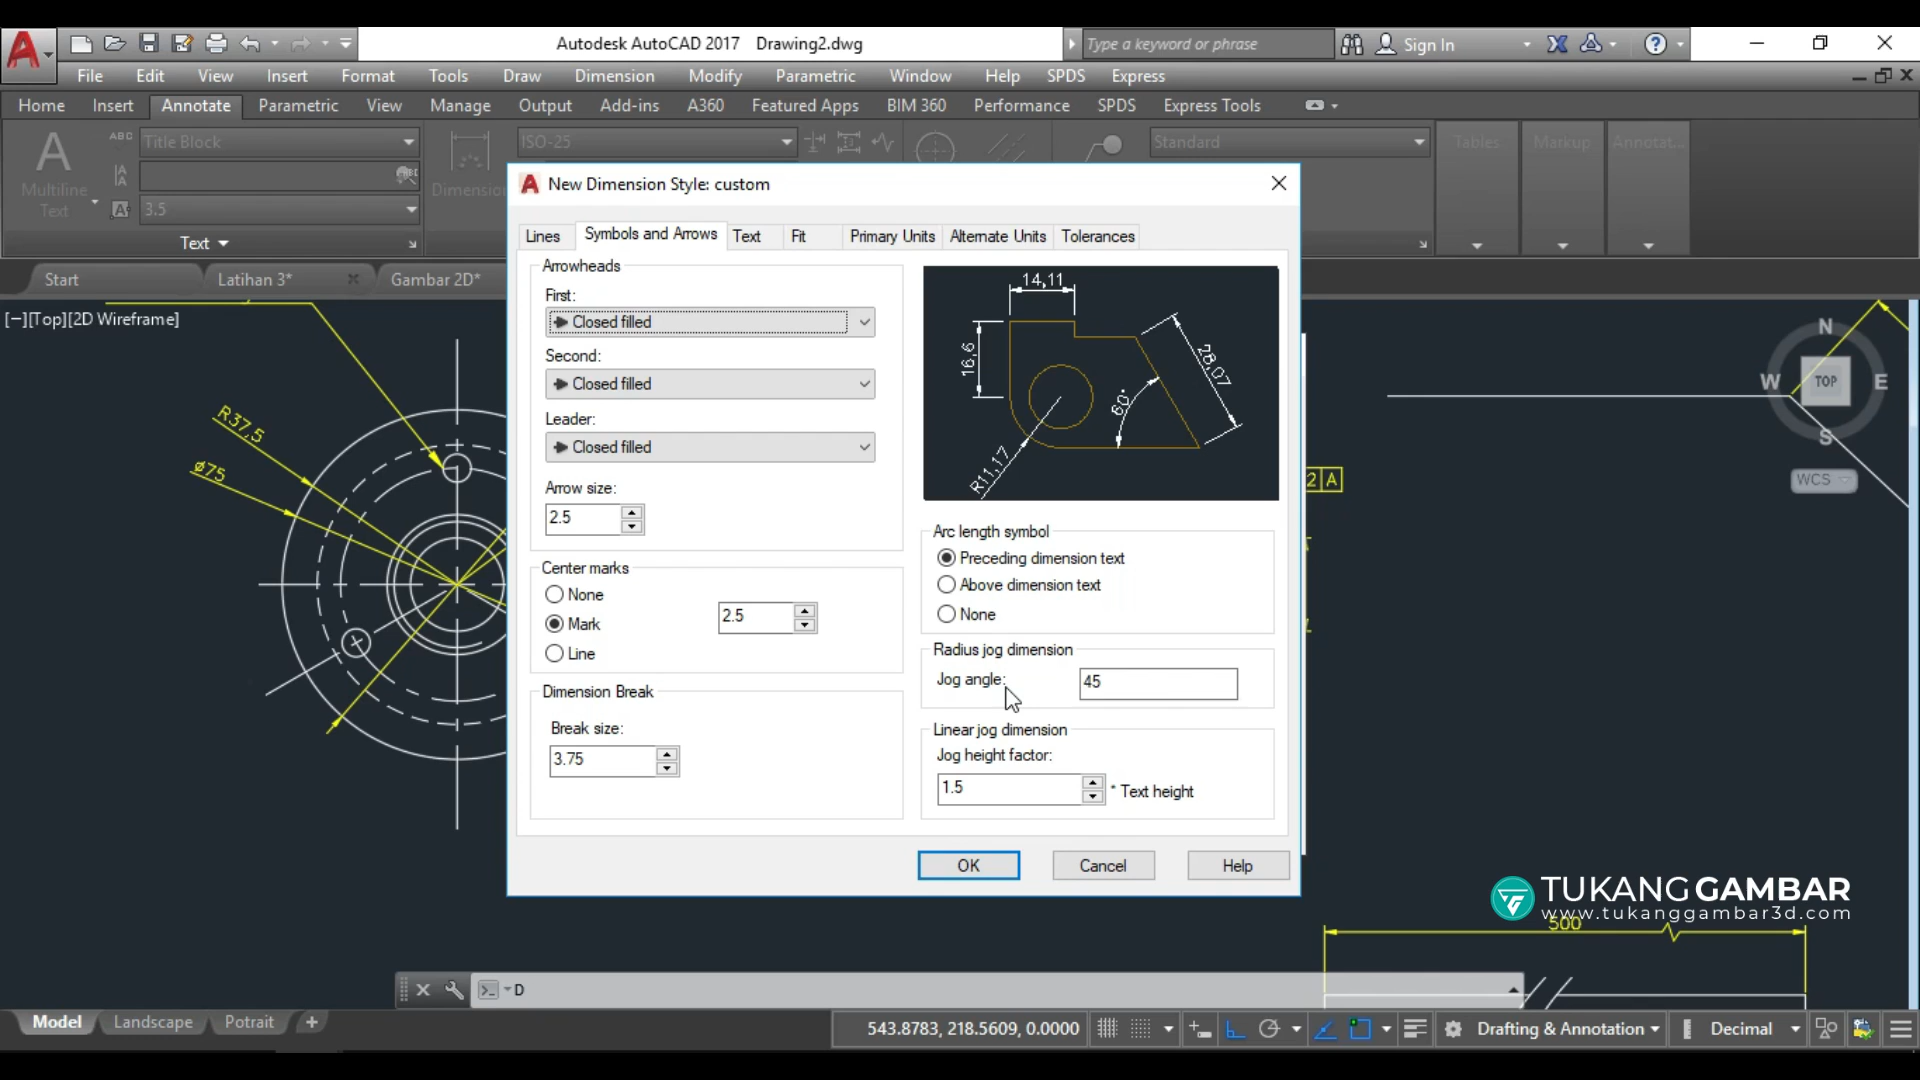 Autodesk AutoCAD 2017 Drawing2.dwg
Type a keyword or phrase
Sign In
File Edit View Insert Format Tools Draw Dimension Modify Parametric Window Help SPDS Express
Home Insert Annotate Parametric View Manage Output Add-ins A360 Featured Apps BIM 360 Performance SPDS Express Tools
Multiline
Text
Title Block
3.5
Text
Dimension
ISO-25
Standard
Tables
Markup
Annotat...
Start
Latihan 3*
Gambar 2D*
[−][Top][2D Wireframe]
R37,5
Ø75
New Dimension Style: custom
Lines Symbols and Arrows Text Fit Primary Units Alternate Units Tolerances
Arrowheads
First:
Closed filled
Second:
Closed filled
Leader:
Closed filled
Arrow size:
2.5
Center marks
None
Mark
Line
2.5
Dimension Break
Break size:
3.75
14,11
16,6
28,07
60°
R11,17
Arc length symbol
Preceding dimension text
Above dimension text
None
Radius jog dimension
Jog angle:
45
Linear jog dimension
Jog height factor:
1.5
* Text height
OK
Cancel
Help
N
W
TOP
E
S
WCS
2 A
TUKANG GAMBAR
www.tukanggambar3d.com
500
D
Model Landscape Potrait
543.8783, 218.5609, 0.0000
Drafting & Annotation
Decimal